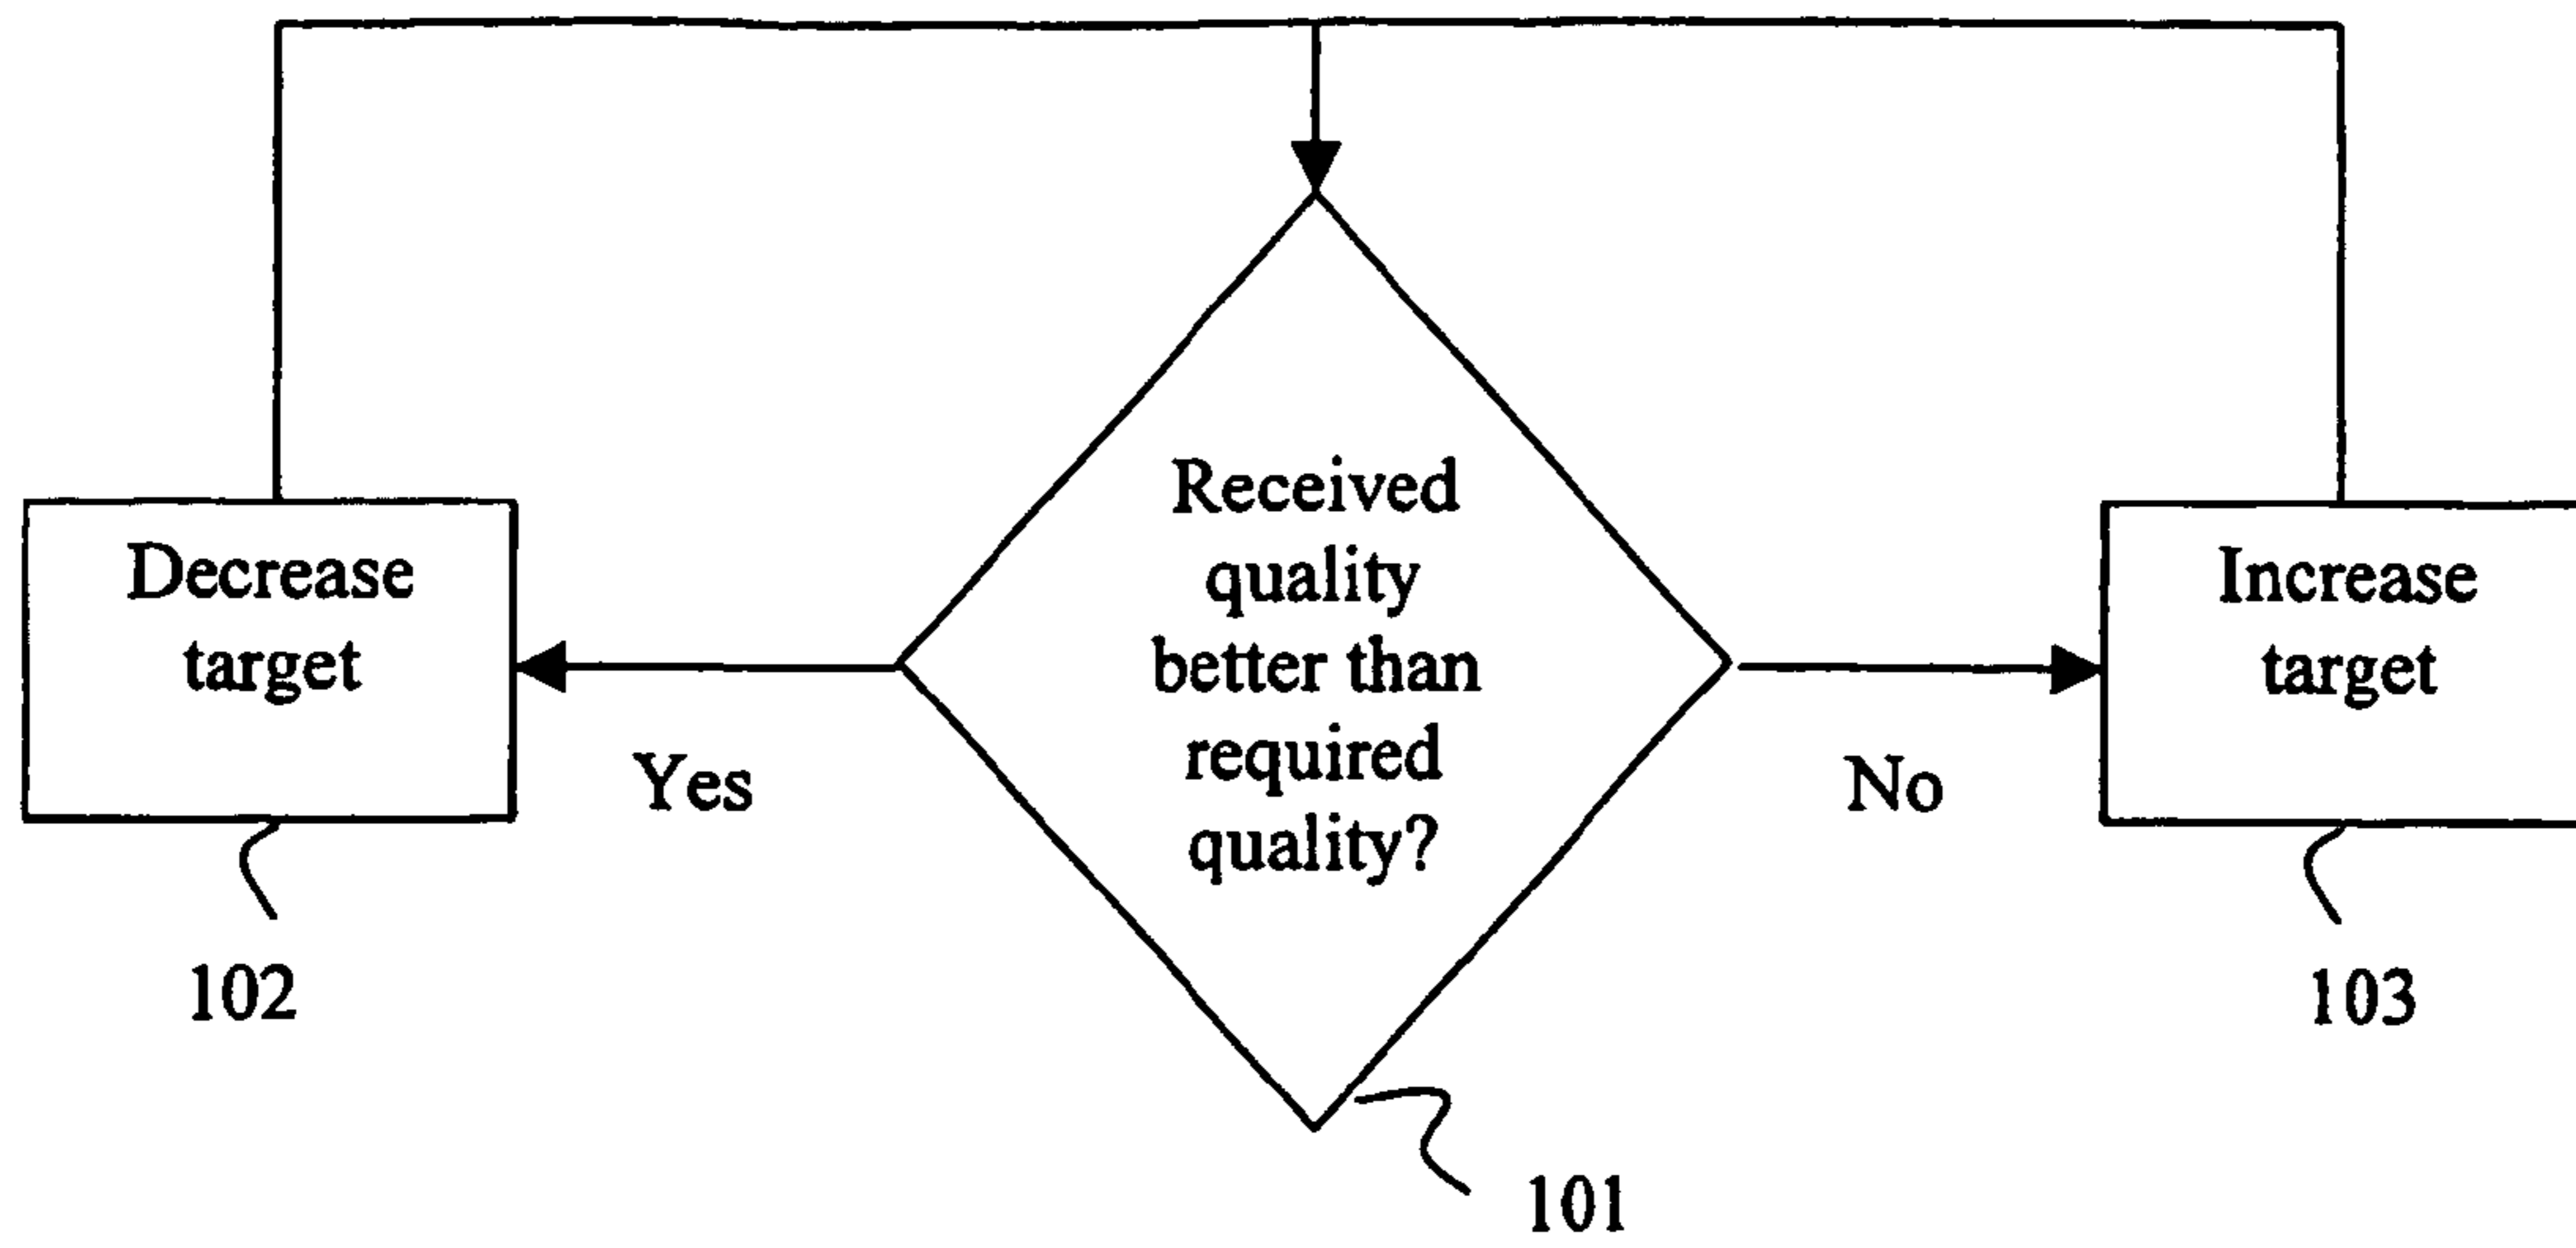 Received
quality
better than
required
quality?
Decrease
target
Yes
Increase
target
No
102
103
101